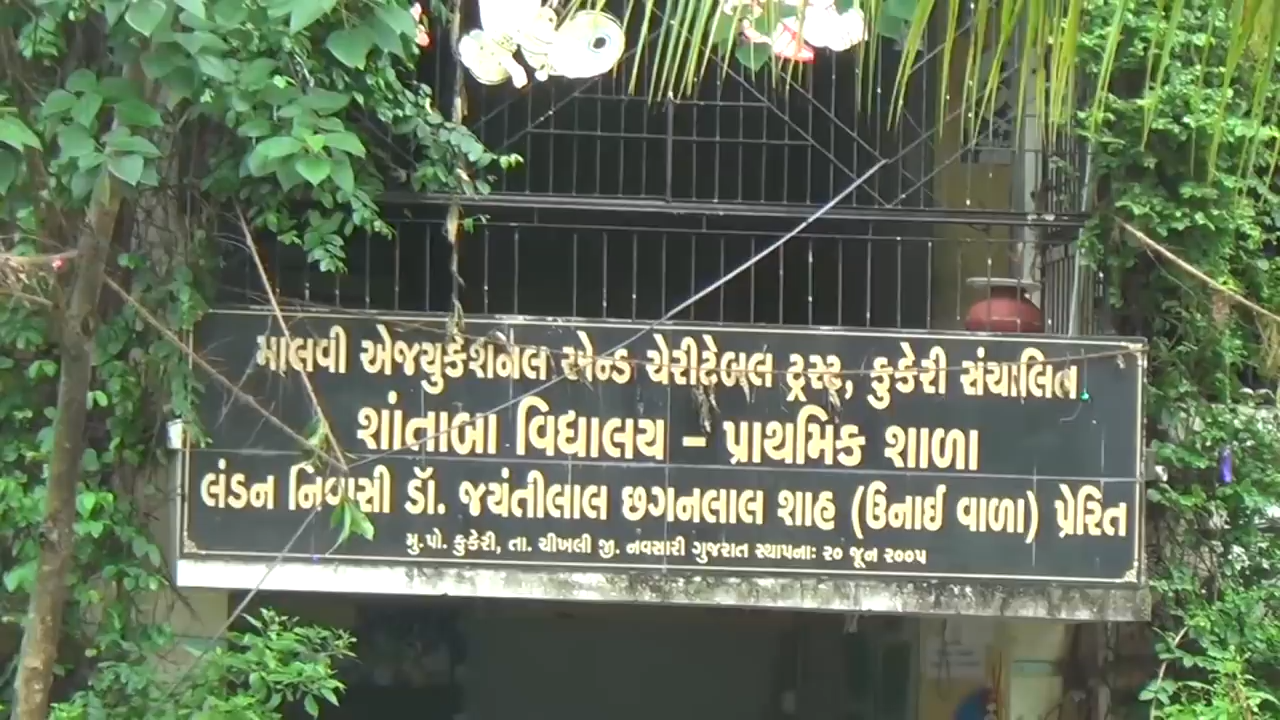 માલવી એજ્યુકેશનલ એન્ડ ચેરીટેબલ ટ્રસ્ટ, કુકેરી સંચાલિત
શાંતાબા વિદ્યાલય – પ્રાથમિક શાળા
લંડન નિવાસી ડૉ. જયંતીલાલ છગનલાલ શાહ (ઉનાઈ વાળા) પ્રેરિત
મુ.પો. કુકેરી, તા. ચીખલી જી. નવસારી ગુજરાત સ્થાપનાઃ ૨૦ જૂન ૨૦૦૫